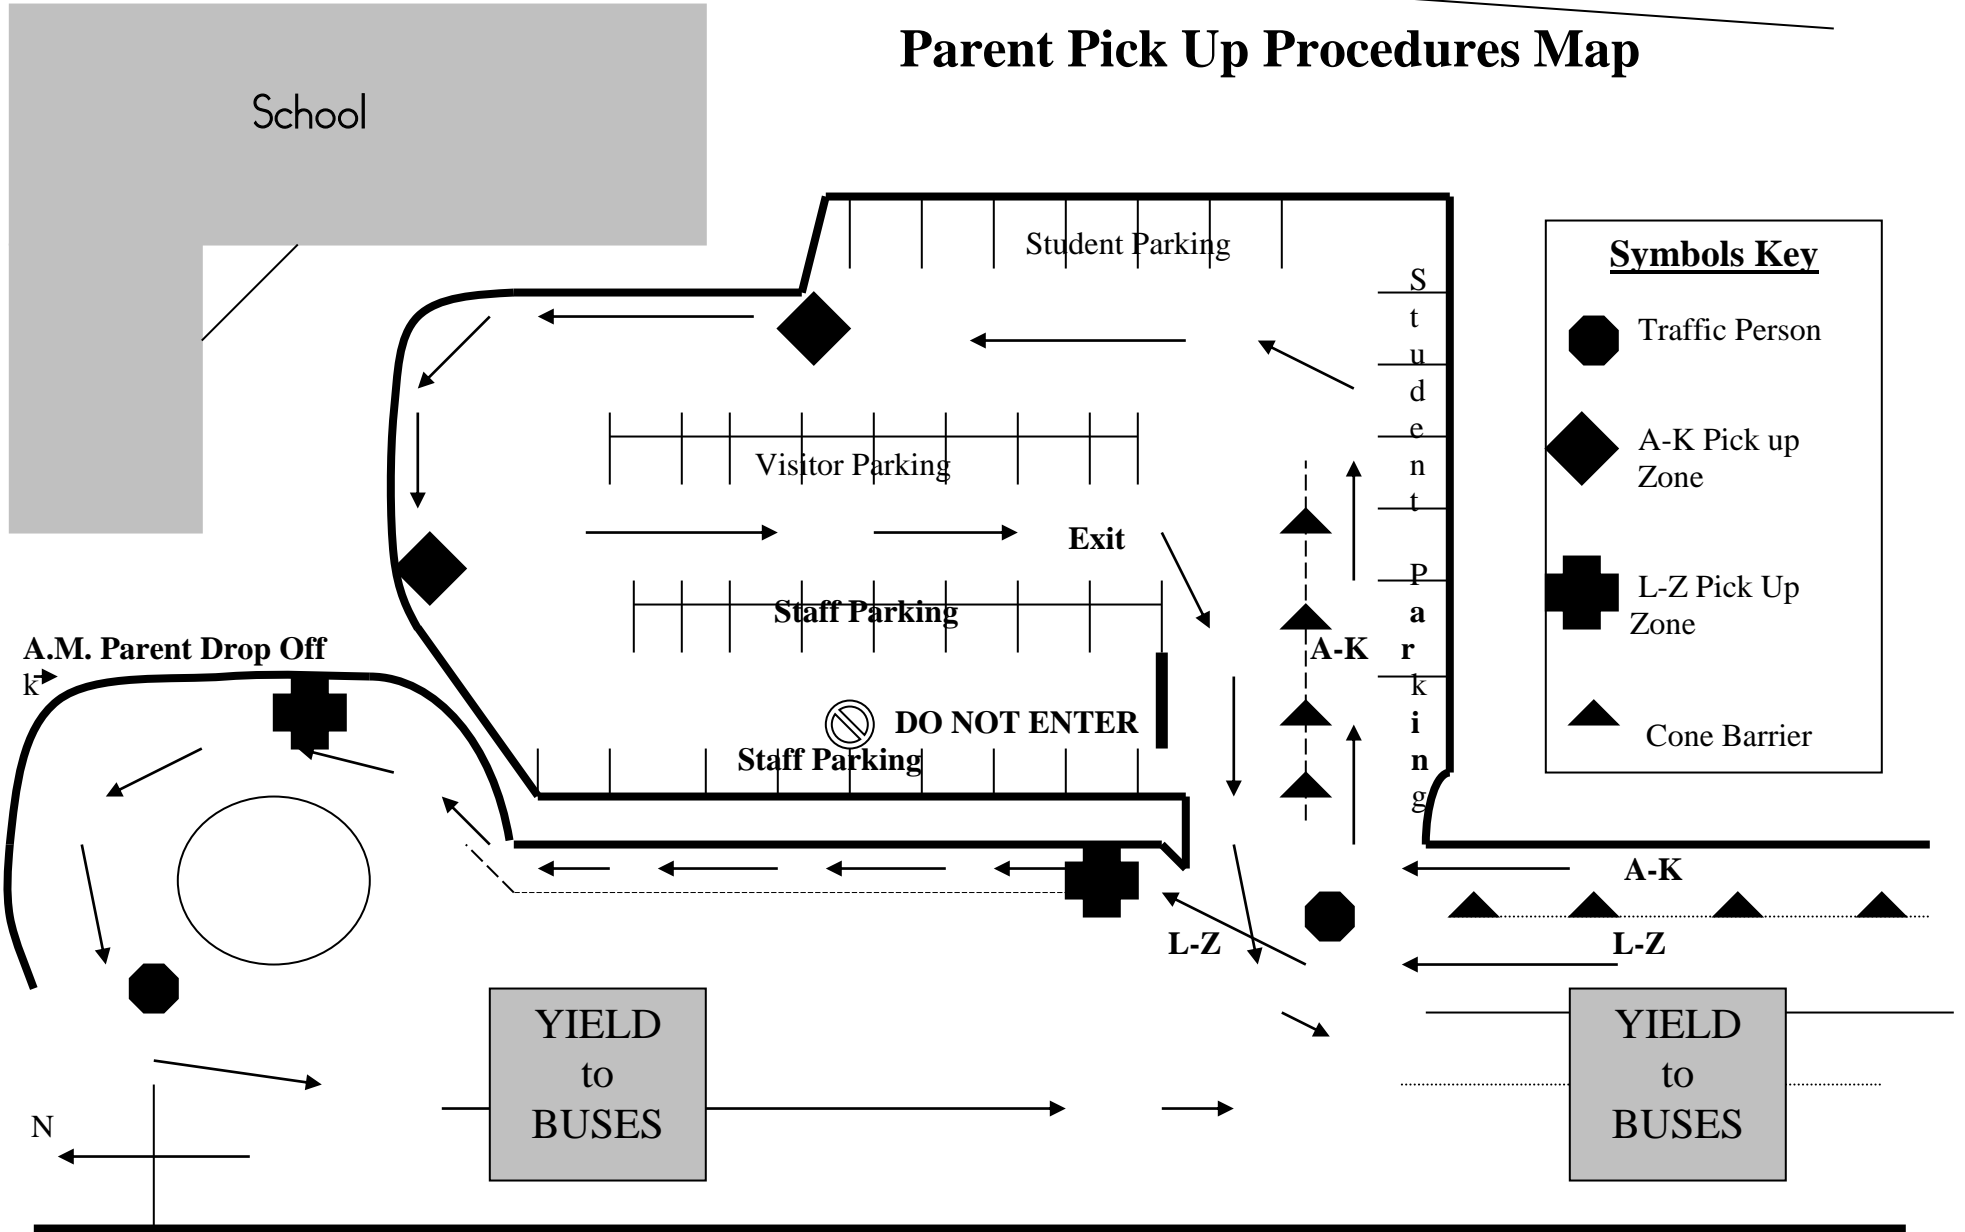 Parent Pick Up Procedures Map
School
Student Parking
Symbols Key
Traffic Person
A-K Pick up
Zone
L-Z Pick Up
Zone
Cone Barrier
Student Parking
Visitor Parking
Exit
Staff Parking
A-K
A.M. Parent Drop Off
k
DO NOT ENTER
Staff Parking
A-K
L-Z
L-Z
YIELD
to
BUSES
YIELD
to
BUSES
N